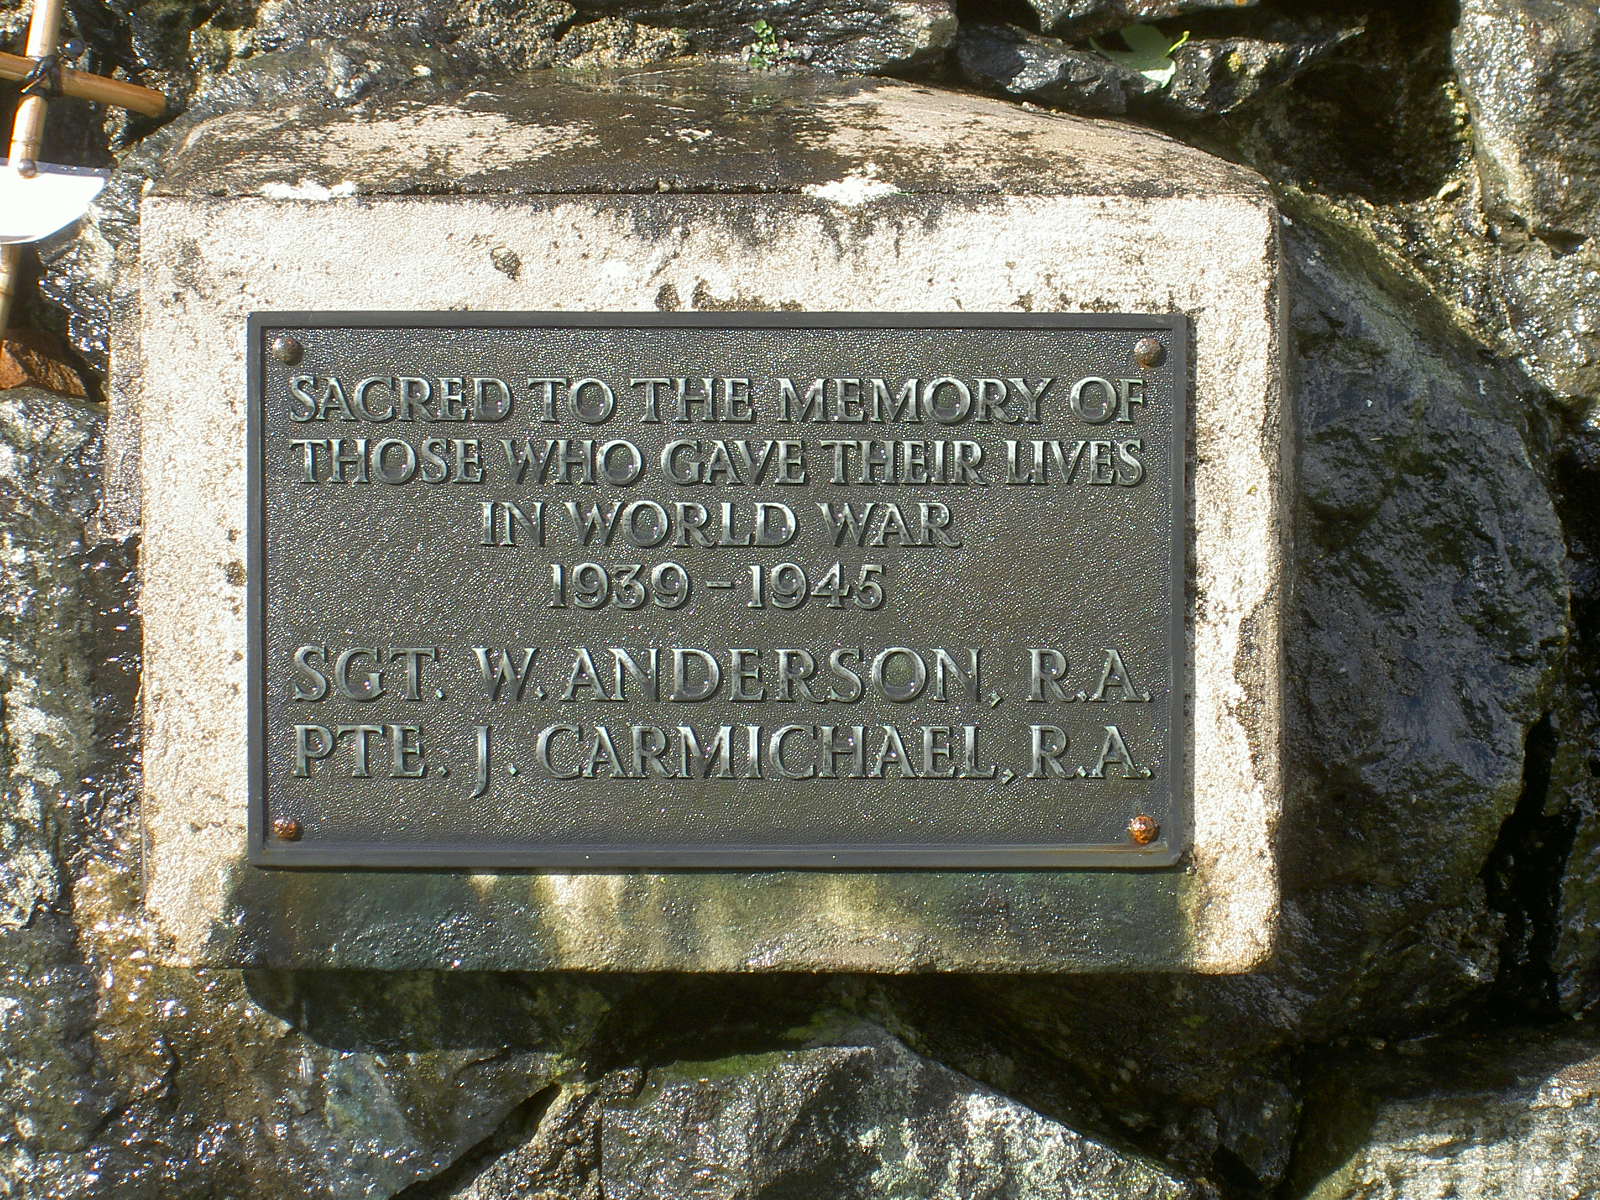 SACRED TO THE MEMORY OF
THOSE WHO GAVE THEIR LIVES
IN WORLD WAR
1939 – 1945
SGT. W. ANDERSON, R.A.
PTE. J. CARMICHAEL, R.A.